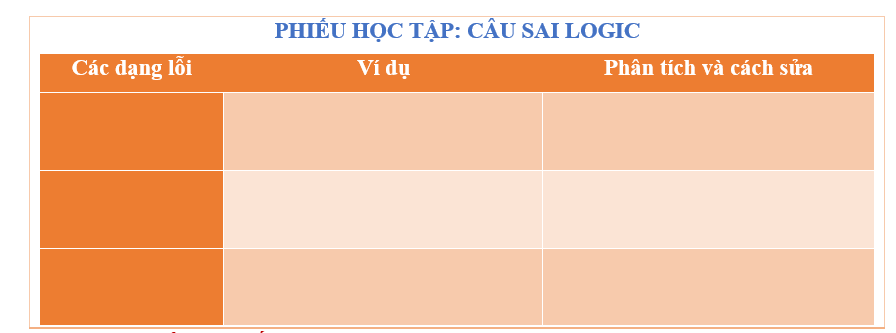 PHIẾU HỌC TẬP: CÂU SAI LOGIC
Các dạng lỗi Ví dụ Phân tích và cách sửa